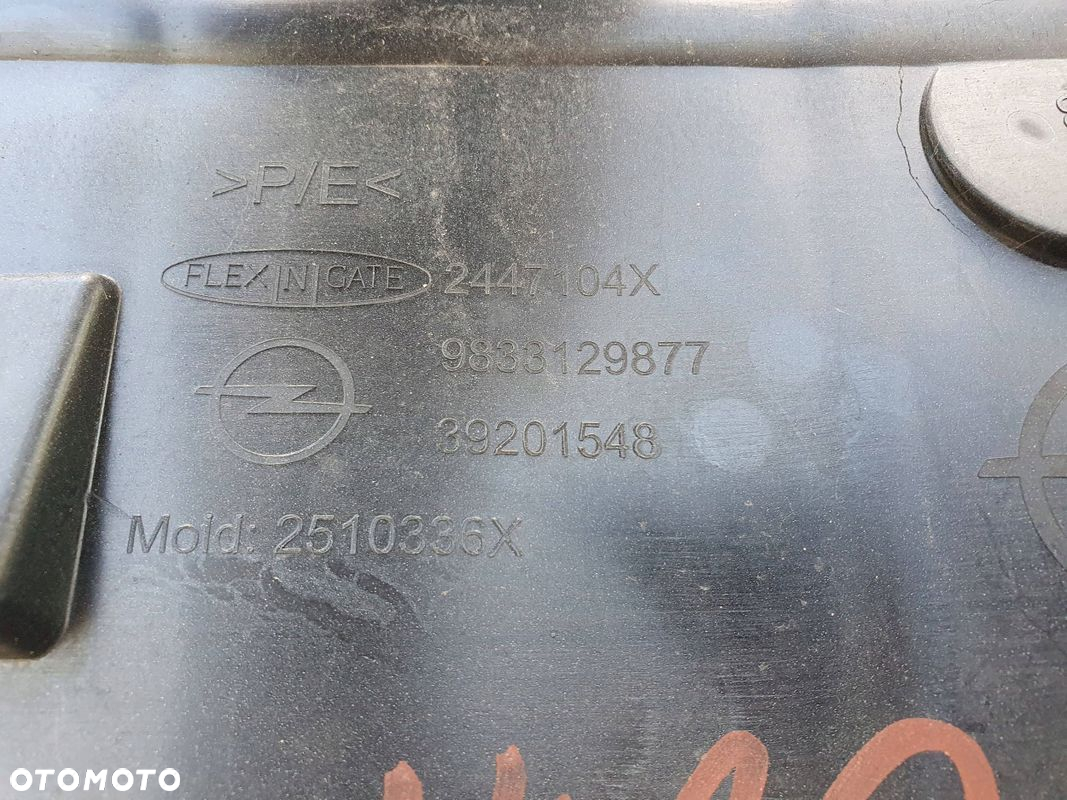 >P/E<
FLEX|N|GATE 2447104X
9833129877
39201548
Mold: 2510336X
OTOMOTO